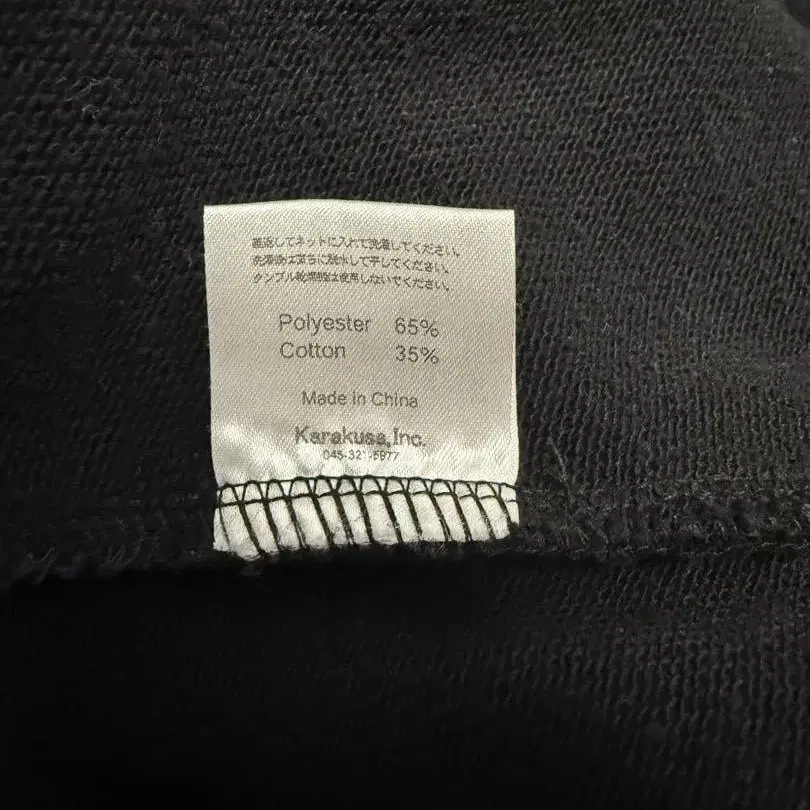 裏返してネットに入れて洗濯してください。
洗濯後は直ちに脱水して干してください。
タンブル乾燥機は使用しないでください。
Polyester 65%
Cotton 35%
Made in China
Karakusa,Inc.
045-321-5977